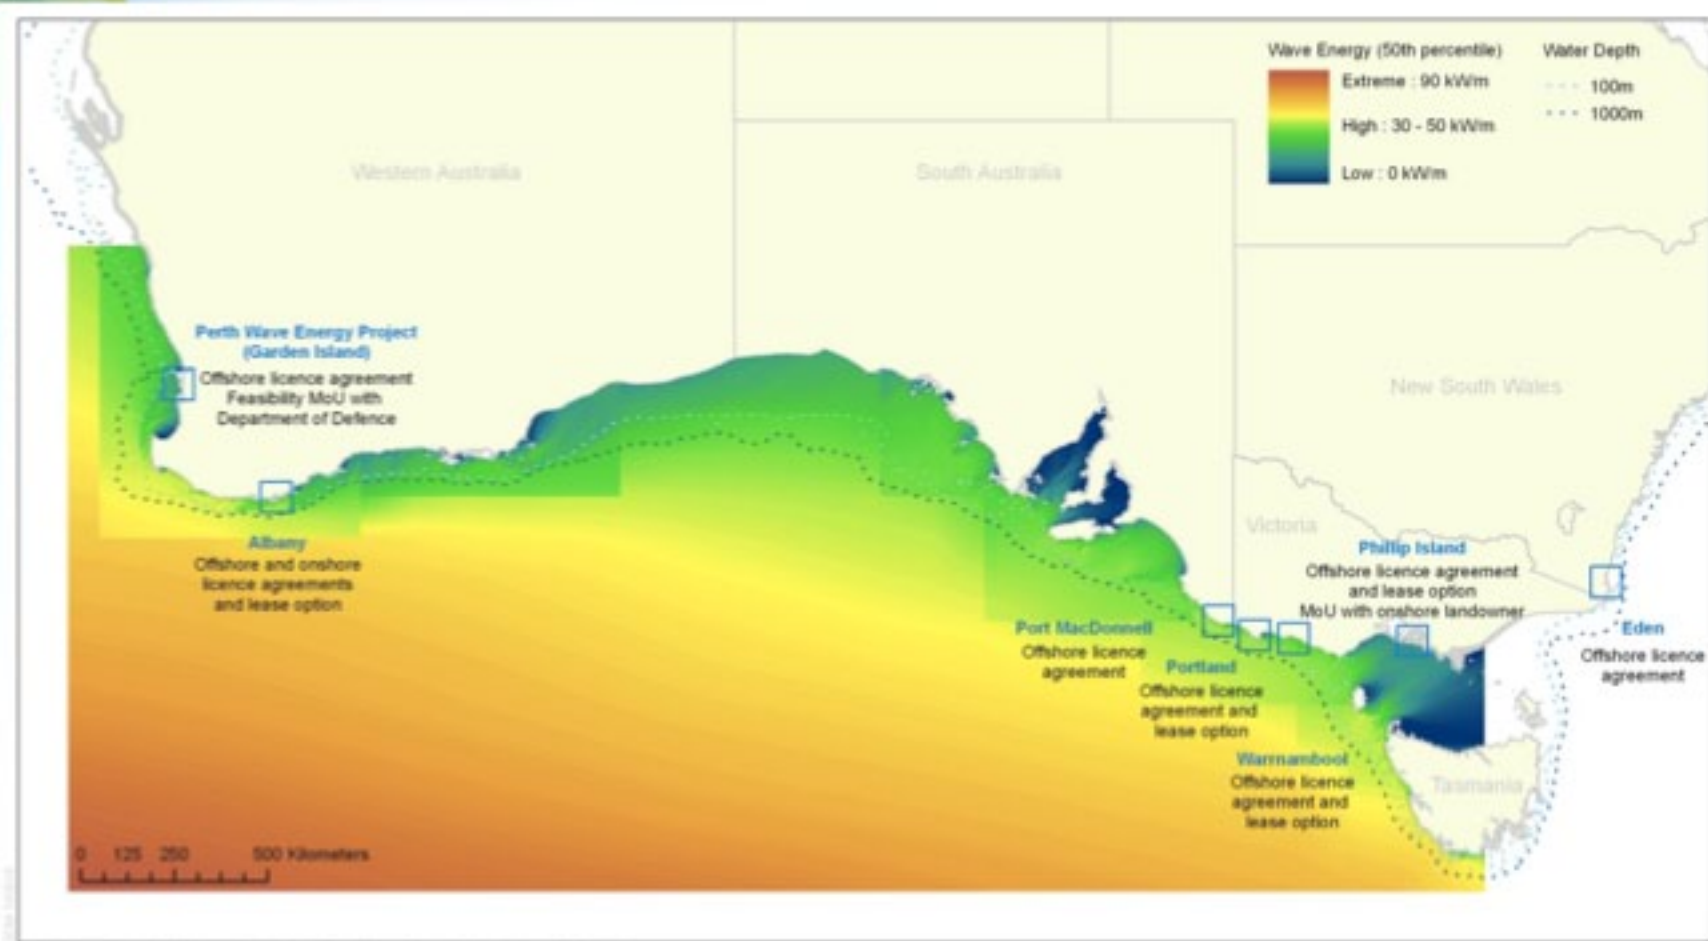 Wave Energy (50th percentile)
Extreme : 90 kW/m
High : 30 - 50 kW/m
Low : 0 kW/m
Water Depth
100m
1000m
Western Australia
South Australia
New South Wales
Victoria
Tasmania
Perth Wave Energy Project
(Garden Island)
Offshore licence agreement
Feasibility MoU with
Department of Defence
Albany
Offshore and onshore
licence agreements
and lease option
Port MacDonnell
Offshore licence
agreement
Portland
Offshore licence
agreement and
lease option
Warrnambool
Offshore licence
agreement and
lease option
Phillip Island
Offshore licence agreement
and lease option
MoU with onshore landowner
Eden
Offshore licence
agreement
0 125 250 500 Kilometers